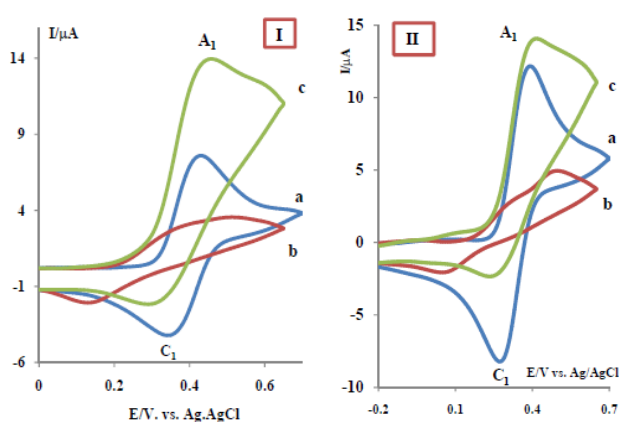 I/µA
A₁
I
14
c
9
4
a
b
-1
C₁
-6
0
0.2
0.4
0.6
E/V. vs. Ag.AgCl
II
A₁
I/µA
15
c
10
a
5
b
0
-5
E/V vs. Ag/AgCl
C₁
-10
-0.2
0.1
0.4
0.7